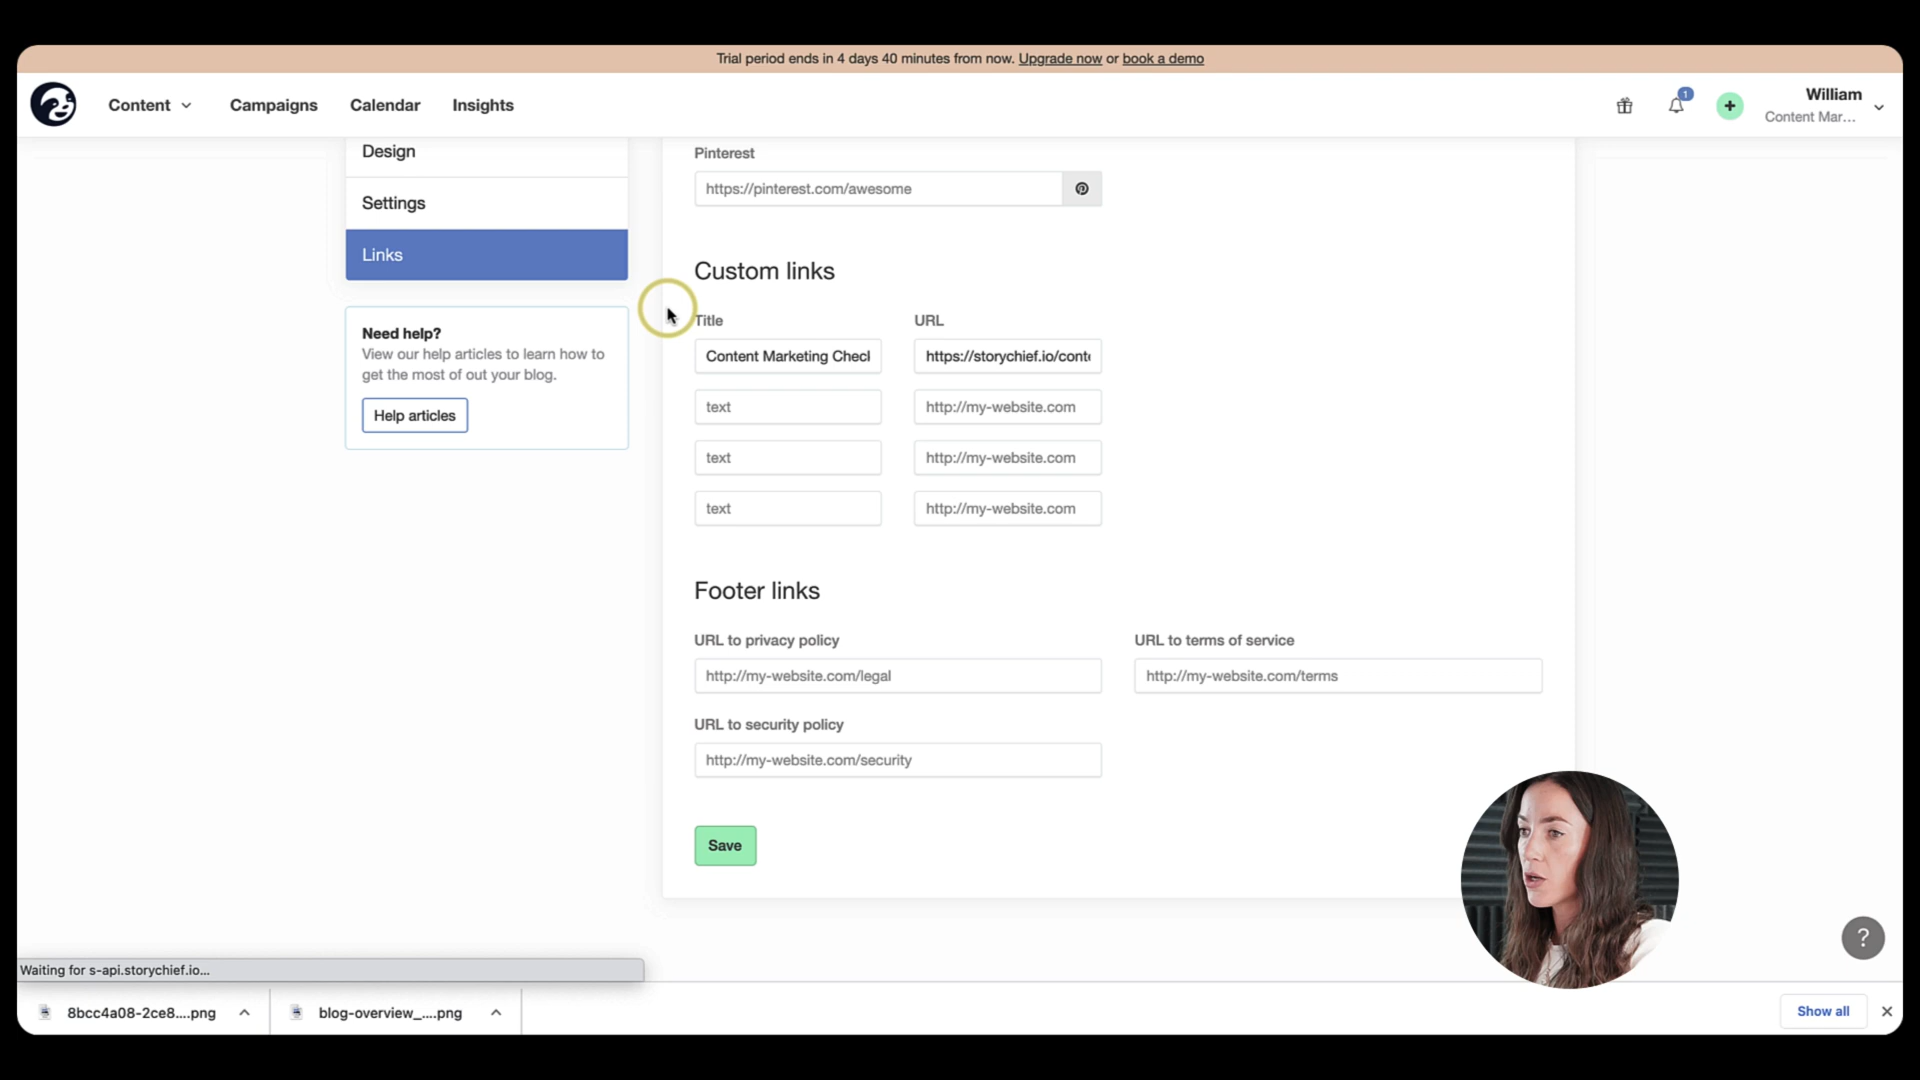 Trial period ends in 4 days 40 minutes from now. Upgrade now or book a demo
Content
Campaigns
Calendar
Insights
1
William
Content Mar...
Design
Settings
Links
Need help?
View our help articles to learn how to
get the most of out your blog.
Help articles
Pinterest
https://pinterest.com/awesome
Custom links
Title
URL
Content Marketing Checl
https://storychief.io/conte
text
http://my-website.com
text
http://my-website.com
text
http://my-website.com
Footer links
URL to privacy policy
URL to terms of service
http://my-website.com/legal
http://my-website.com/terms
URL to security policy
http://my-website.com/security
Save
?
Waiting for s-api.storychief.io...
8bcc4a08-2ce8....png
blog-overview_....png
Show all